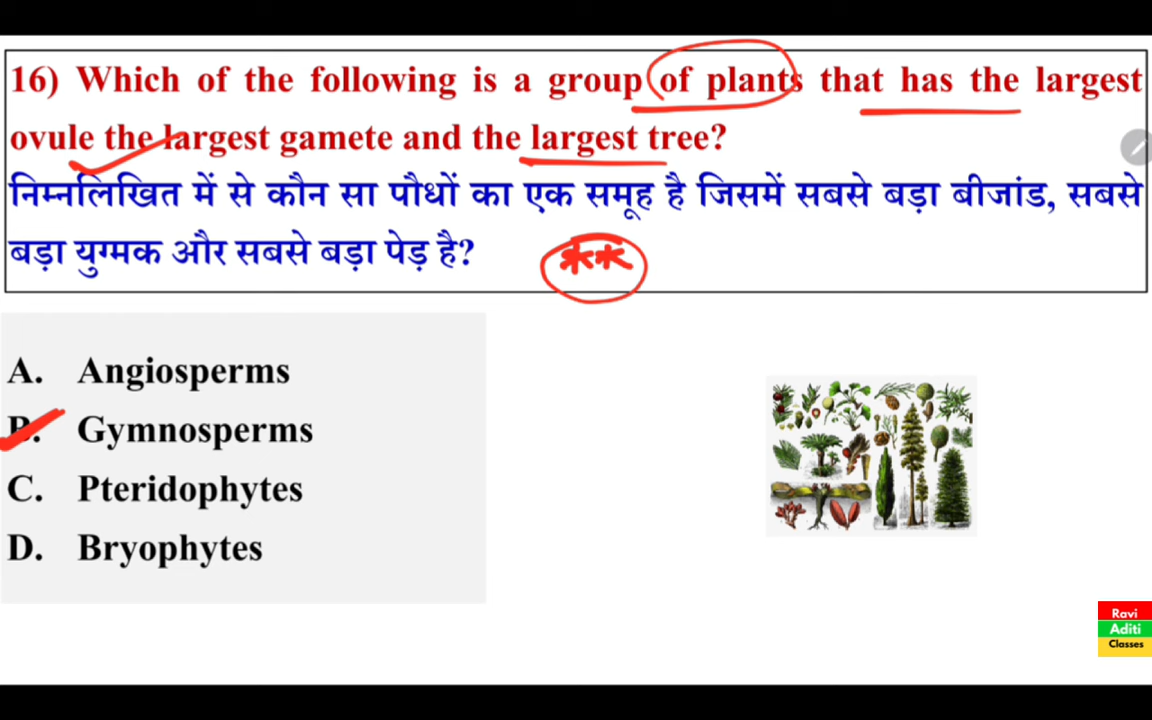 16) Which of the following is a group of plants that has the largest
ovule the largest gamete and the largest tree?
निम्नलिखित में से कौन सा पौधों का एक समूह है जिसमें सबसे बड़ा बीजांड, सबसे
बड़ा युग्मक और सबसे बड़ा पेड़ है?
**
A. Angiosperms
B. Gymnosperms
C. Pteridophytes
D. Bryophytes
Ravi
Aditi
Classes